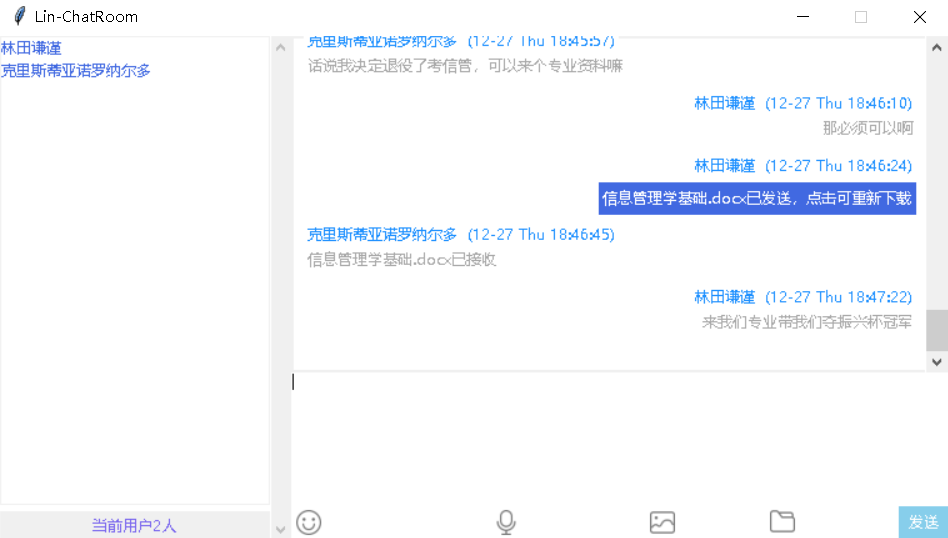 Lin-ChatRoom
林田谦谨
克里斯蒂亚诺罗纳尔多
当前用户2人
克里斯蒂亚诺罗纳尔多 (12-27 Thu 18:45:57)
话说我决定退役了考信管，可以来个专业资料嘛
林田谦谨 (12-27 Thu 18:46:10)
那必须可以啊
林田谦谨 (12-27 Thu 18:46:24)
信息管理学基础.docx已发送，点击可重新下载
克里斯蒂亚诺罗纳尔多 (12-27 Thu 18:46:45)
信息管理学基础.docx已接收
林田谦谨 (12-27 Thu 18:47:22)
来我们专业带我们夺振兴杯冠军
发送